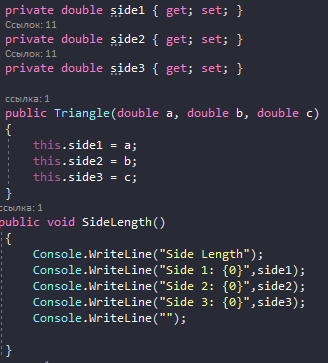 private double side1 { get; set; }
Ссылок: 11
private double side2 { get; set; }
Ссылок: 11
private double side3 { get; set; }
ссылка: 1
public Triangle(double a, double b, double c)
{
this.side1 = a;
this.side2 = b;
this.side3 = c;
}
ссылка: 1
public void SideLength()
{
Console.WriteLine("Side Length");
Console.WriteLine("Side 1: {0}",side1);
Console.WriteLine("Side 2: {0}",side2);
Console.WriteLine("Side 3: {0}",side3);
Console.WriteLine("");
}